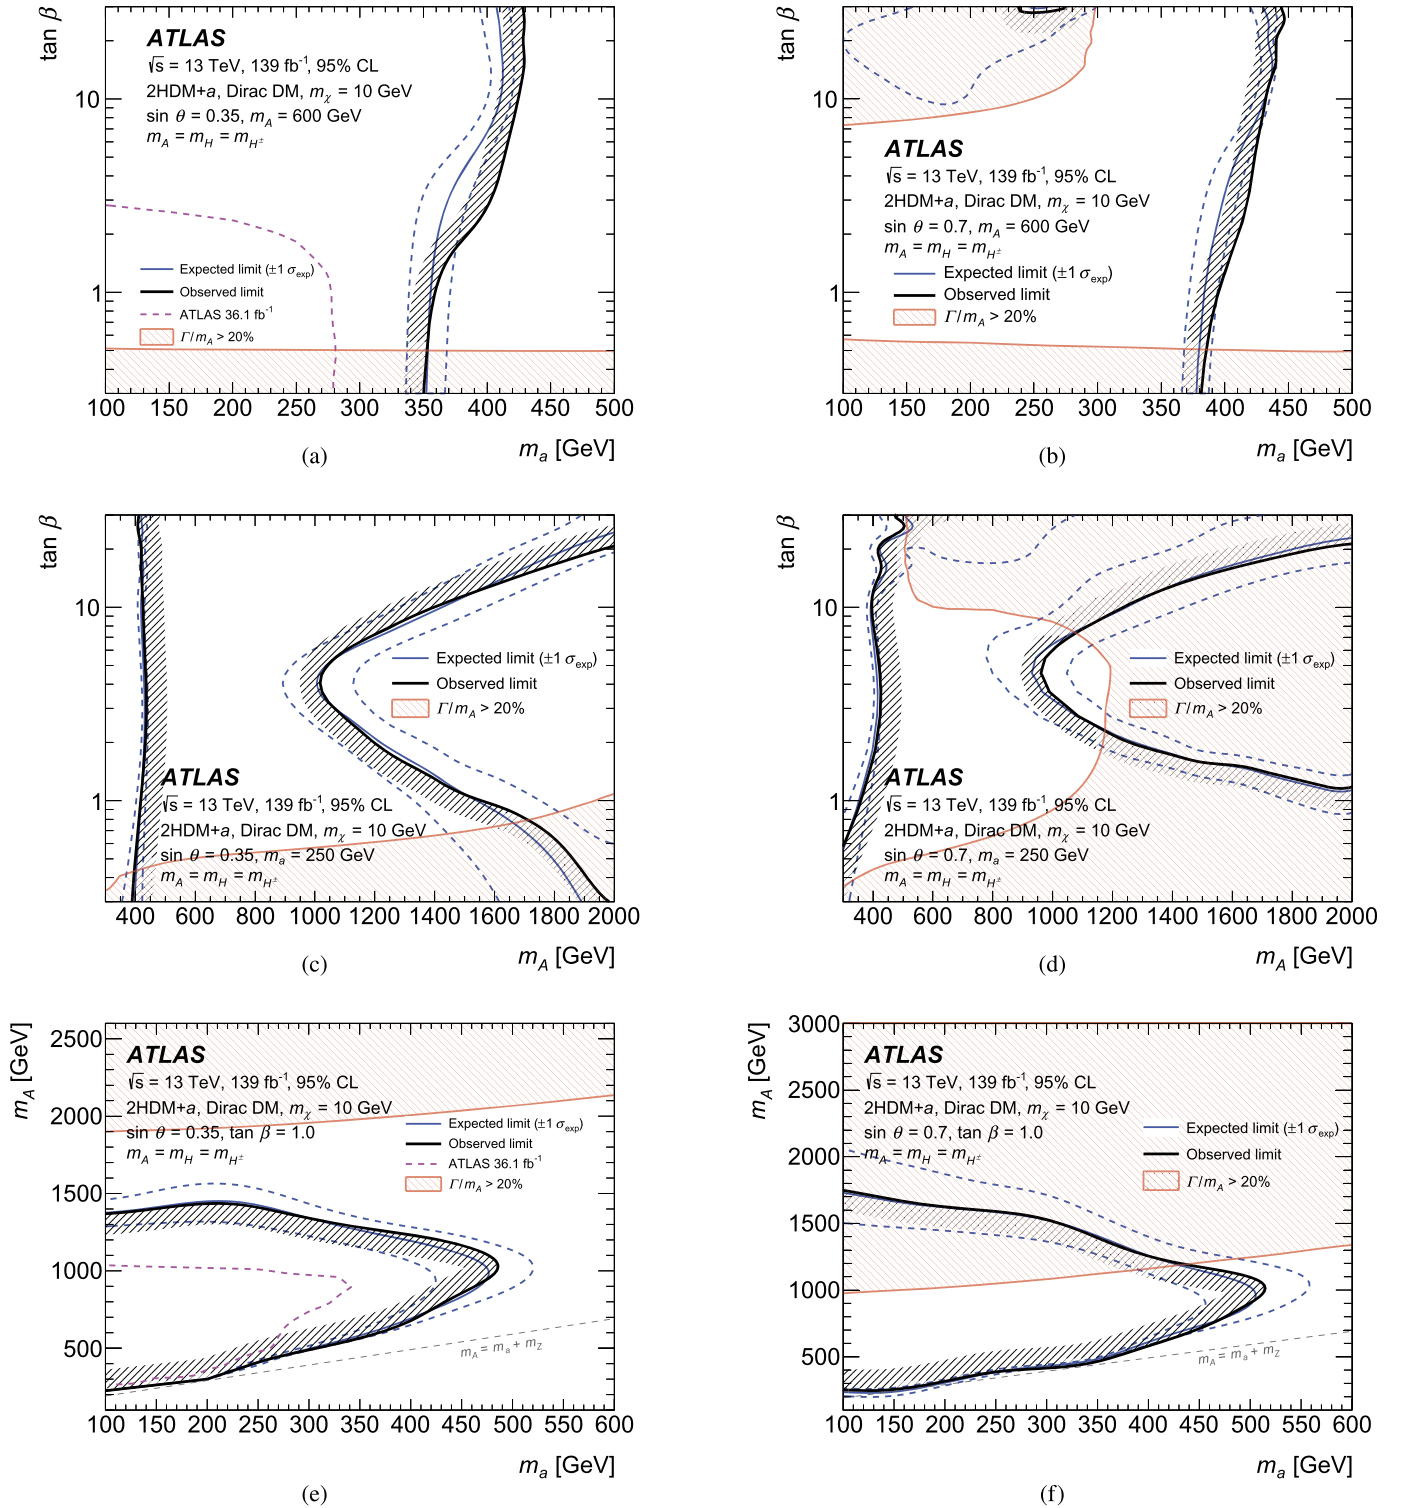 tan β
ATLAS
√s = 13 TeV, 139 fb⁻¹, 95% CL
2HDM+a, Dirac DM, mχ = 10 GeV
sin θ = 0.35, mA = 600 GeV
mA = mH = mH±
10
1
Expected limit (±1 σexp)
Observed limit
ATLAS 36.1 fb⁻¹
Γ/mA > 20%
100 150 200 250 300 350 400 450 500
ma [GeV]
(a)
tan β
10
ATLAS
√s = 13 TeV, 139 fb⁻¹, 95% CL
2HDM+a, Dirac DM, mχ = 10 GeV
sin θ = 0.7, mA = 600 GeV
mA = mH = mH±
Expected limit (±1 σexp)
1
Observed limit
Γ/mA > 20%
100 150 200 250 300 350 400 450 500
ma [GeV]
(b)
tan β
10
Expected limit (±1 σexp)
Observed limit
Γ/mA > 20%
ATLAS
1
√s = 13 TeV, 139 fb⁻¹, 95% CL
2HDM+a, Dirac DM, mχ = 10 GeV
sin θ = 0.35, ma = 250 GeV
mA = mH = mH±
400 600 800 1000 1200 1400 1600 1800 2000
mA [GeV]
(c)
tan β
10
Expected limit (±1 σexp)
Observed limit
Γ/mA > 20%
ATLAS
1
√s = 13 TeV, 139 fb⁻¹, 95% CL
2HDM+a, Dirac DM, mχ = 10 GeV
sin θ = 0.7, ma = 250 GeV
mA = mH = mH±
400 600 800 1000 1200 1400 1600 1800 2000
mA [GeV]
(d)
mA [GeV]
2500
2000
1500
1000
500
ATLAS
√s = 13 TeV, 139 fb⁻¹, 95% CL
2HDM+a, Dirac DM, mχ = 10 GeV
sin θ = 0.35, tan β = 1.0
mA = mH = mH±
Expected limit (±1 σexp)
Observed limit
ATLAS 36.1 fb⁻¹
Γ/mA > 20%
mA = ma + mZ
100 150 200 250 300 350 400 450 500 550 600
ma [GeV]
(e)
mA [GeV]
3000
2500
2000
1500
1000
500
ATLAS
√s = 13 TeV, 139 fb⁻¹, 95% CL
2HDM+a, Dirac DM, mχ = 10 GeV
sin θ = 0.7, tan β = 1.0
mA = mH = mH±
Expected limit (±1 σexp)
Observed limit
Γ/mA > 20%
mA = ma + mZ
100 150 200 250 300 350 400 450 500 550 600
ma [GeV]
(f)